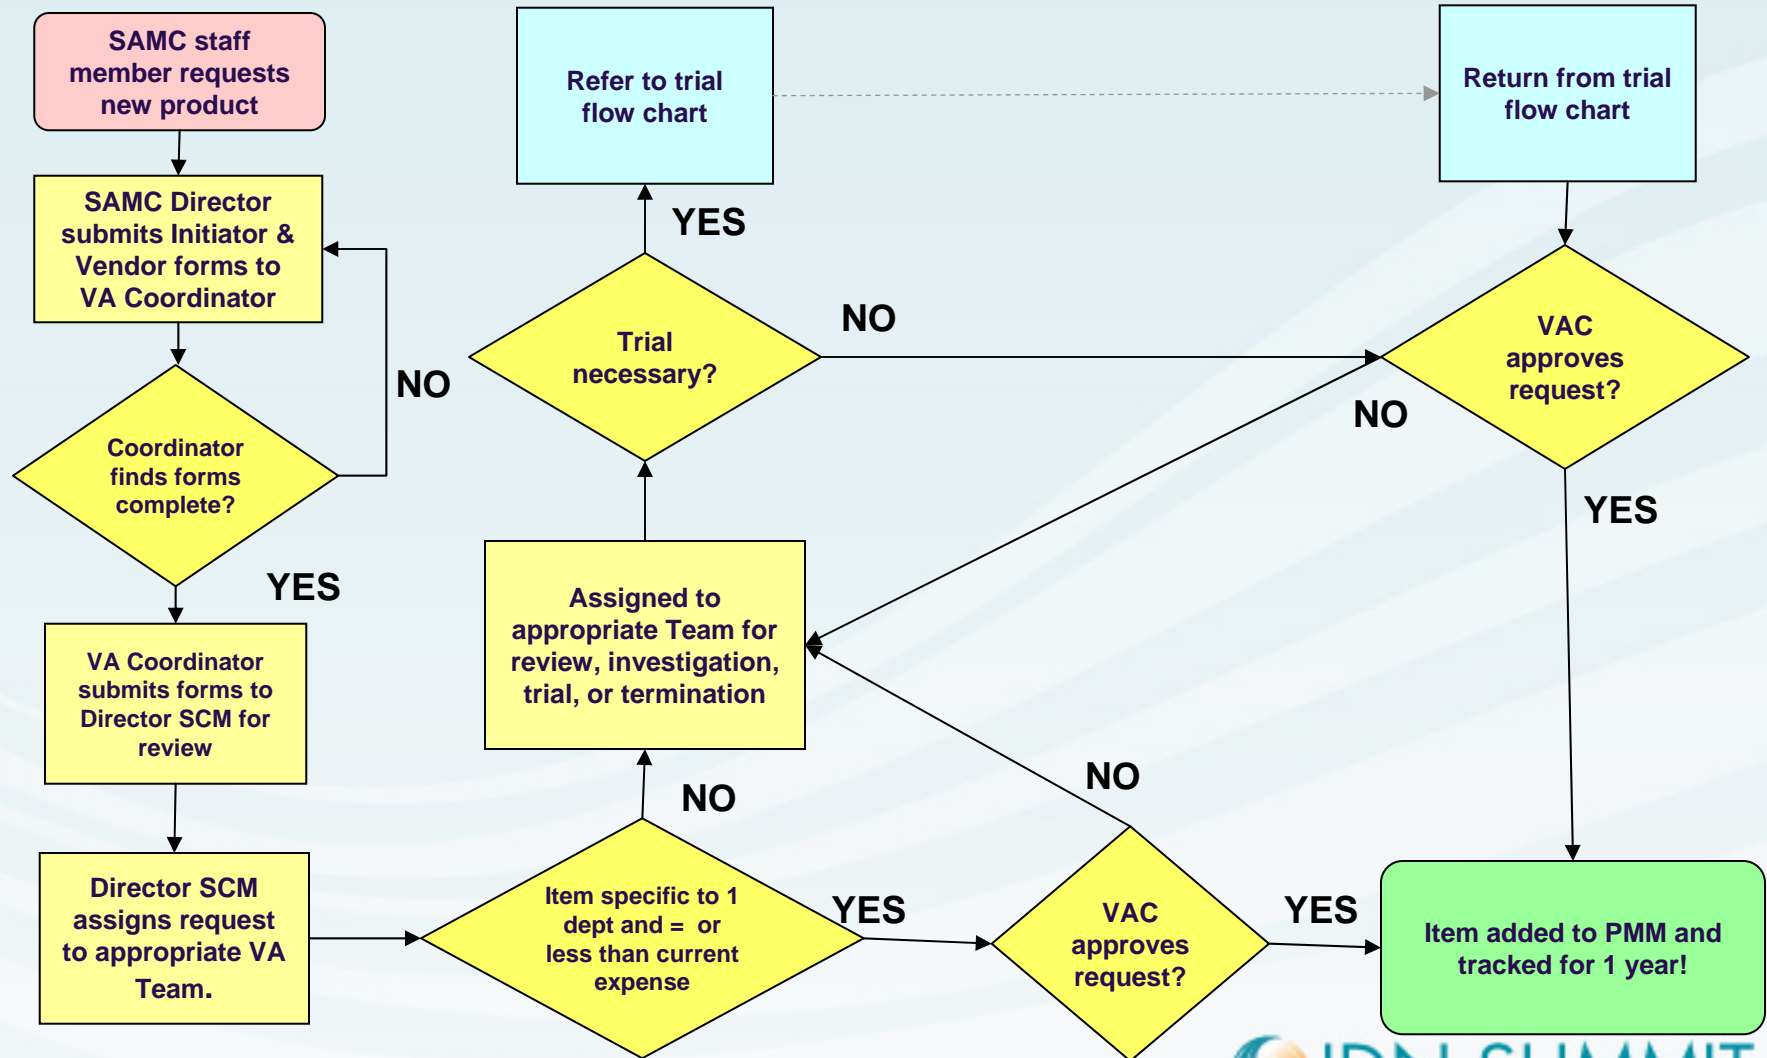 SAMC staff
member requests
new product
SAMC Director
submits Initiator &
Vendor forms to
VA Coordinator
NO
Coordinator
finds forms
complete?
YES
VA Coordinator
submits forms to
Director SCM for
review
Director SCM
assigns request
to appropriate VA
Team.
Item specific to 1
dept and = or
less than current
expense
NO
YES
Assigned to
appropriate Team for
review, investigation,
trial, or termination
Trial
necessary?
YES
NO
Refer to trial
flow chart
Return from trial
flow chart
VAC
approves
request?
NO
YES
VAC
approves
request?
NO
YES
Item added to PMM and
tracked for 1 year!
IDN SUMMIT